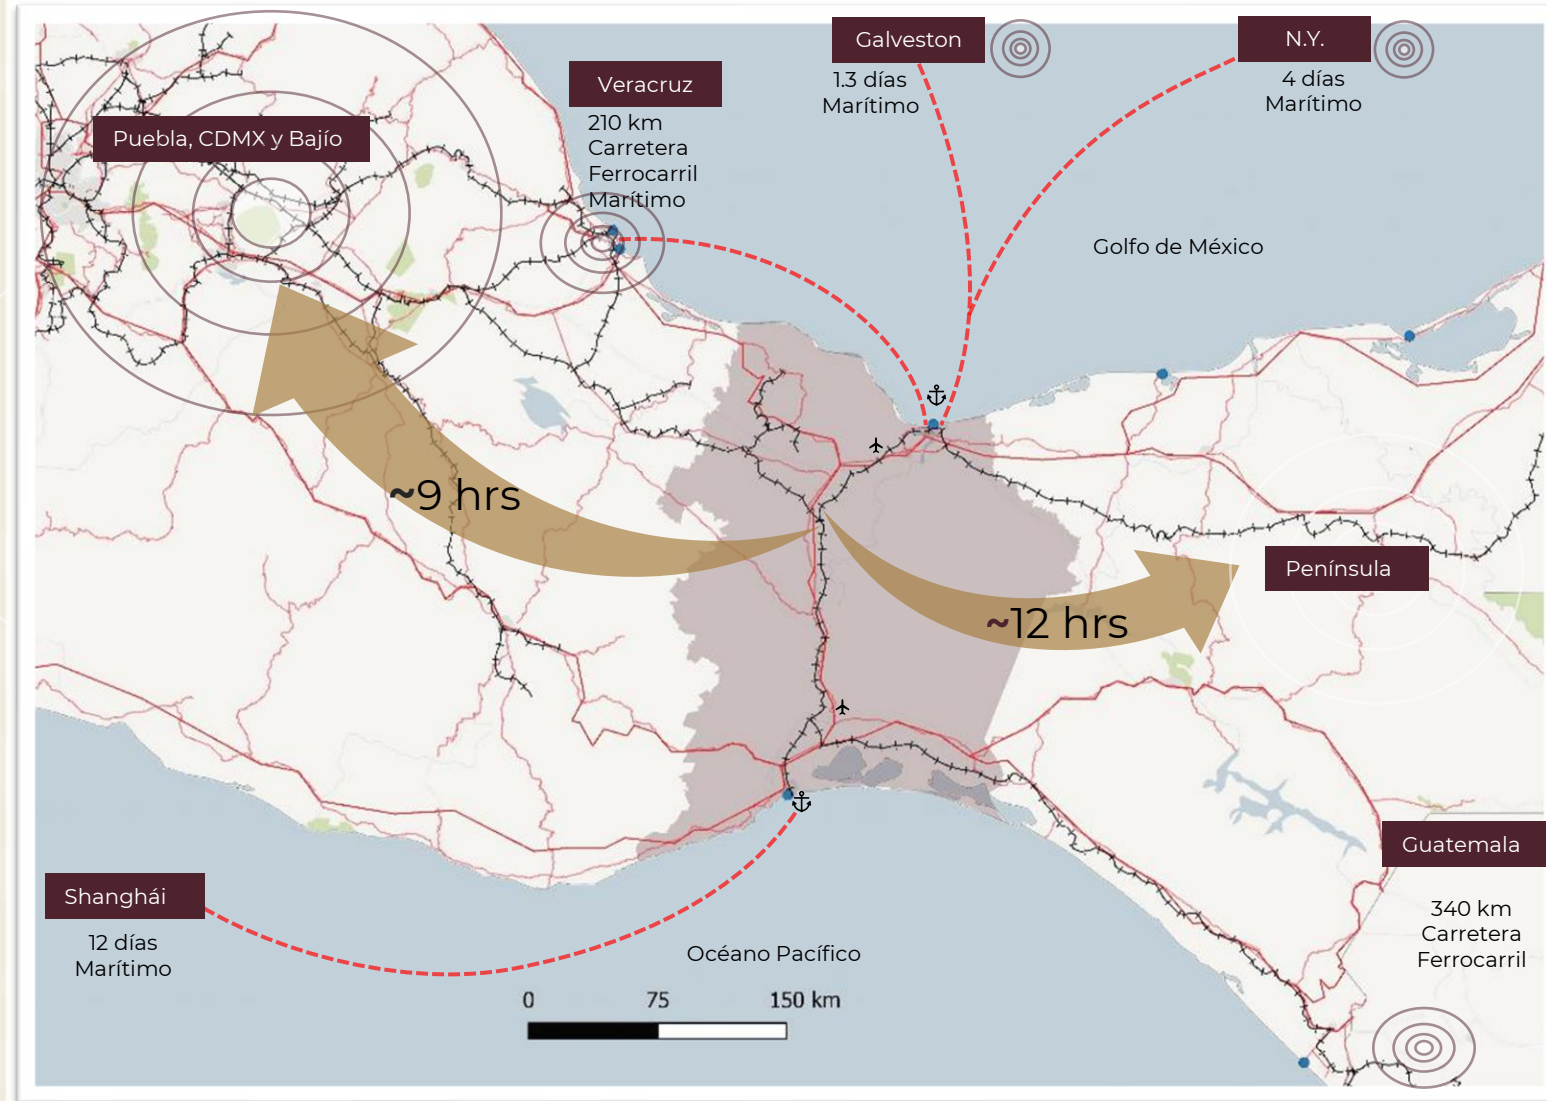 Galveston
1.3 días
Marítimo
N.Y.
4 días
Marítimo
Veracruz
210 km
Carretera
Ferrocarril
Marítimo
Puebla, CDMX y Bajío
Golfo de México
~9 hrs
~12 hrs
Península
Guatemala
340 km
Carretera
Ferrocarril
Shanghái
12 días
Marítimo
Océano Pacífico
0 75 150 km